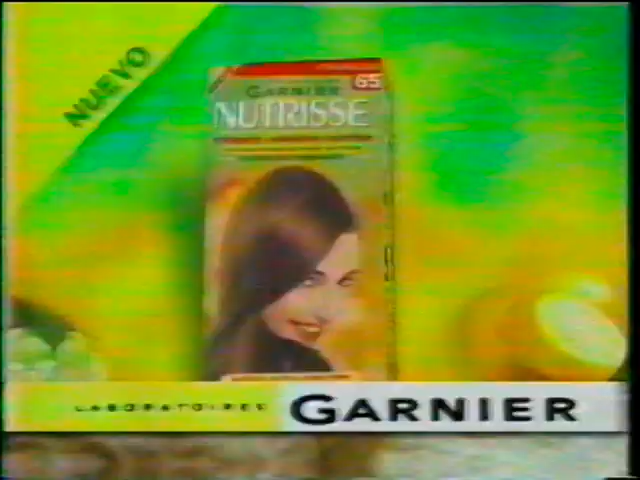 NUEVO
65
GARNIER
NUTRISSE
LABORATOIRES GARNIER